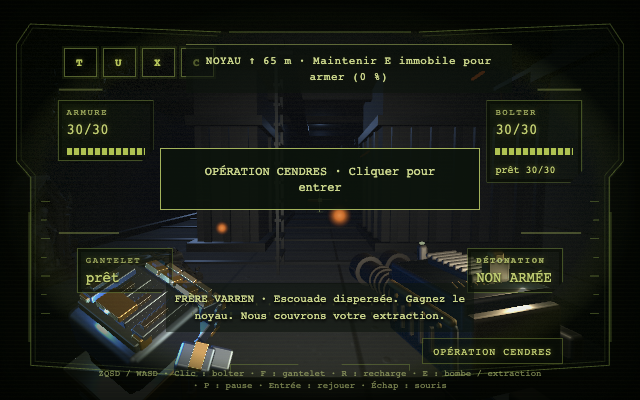 T U X C
NOYAU ↑ 65 m · Maintenir E immobile pour
armer (0 %)
ARMURE
30/30
BOLTER
30/30
prêt 30/30
OPÉRATION CENDRES · Cliquer pour
entrer
GANTELET
prêt
DÉTONATION
NON ARMÉE
FRÈRE VARREN · Escouade dispersée. Gagnez le
noyau. Nous couvrons votre extraction.
OPÉRATION CENDRES
ZQSD / WASD · Clic : bolter · F : gantelet · R : recharge · E : bombe / extraction
· P : pause · Entrée : rejouer · Échap : souris